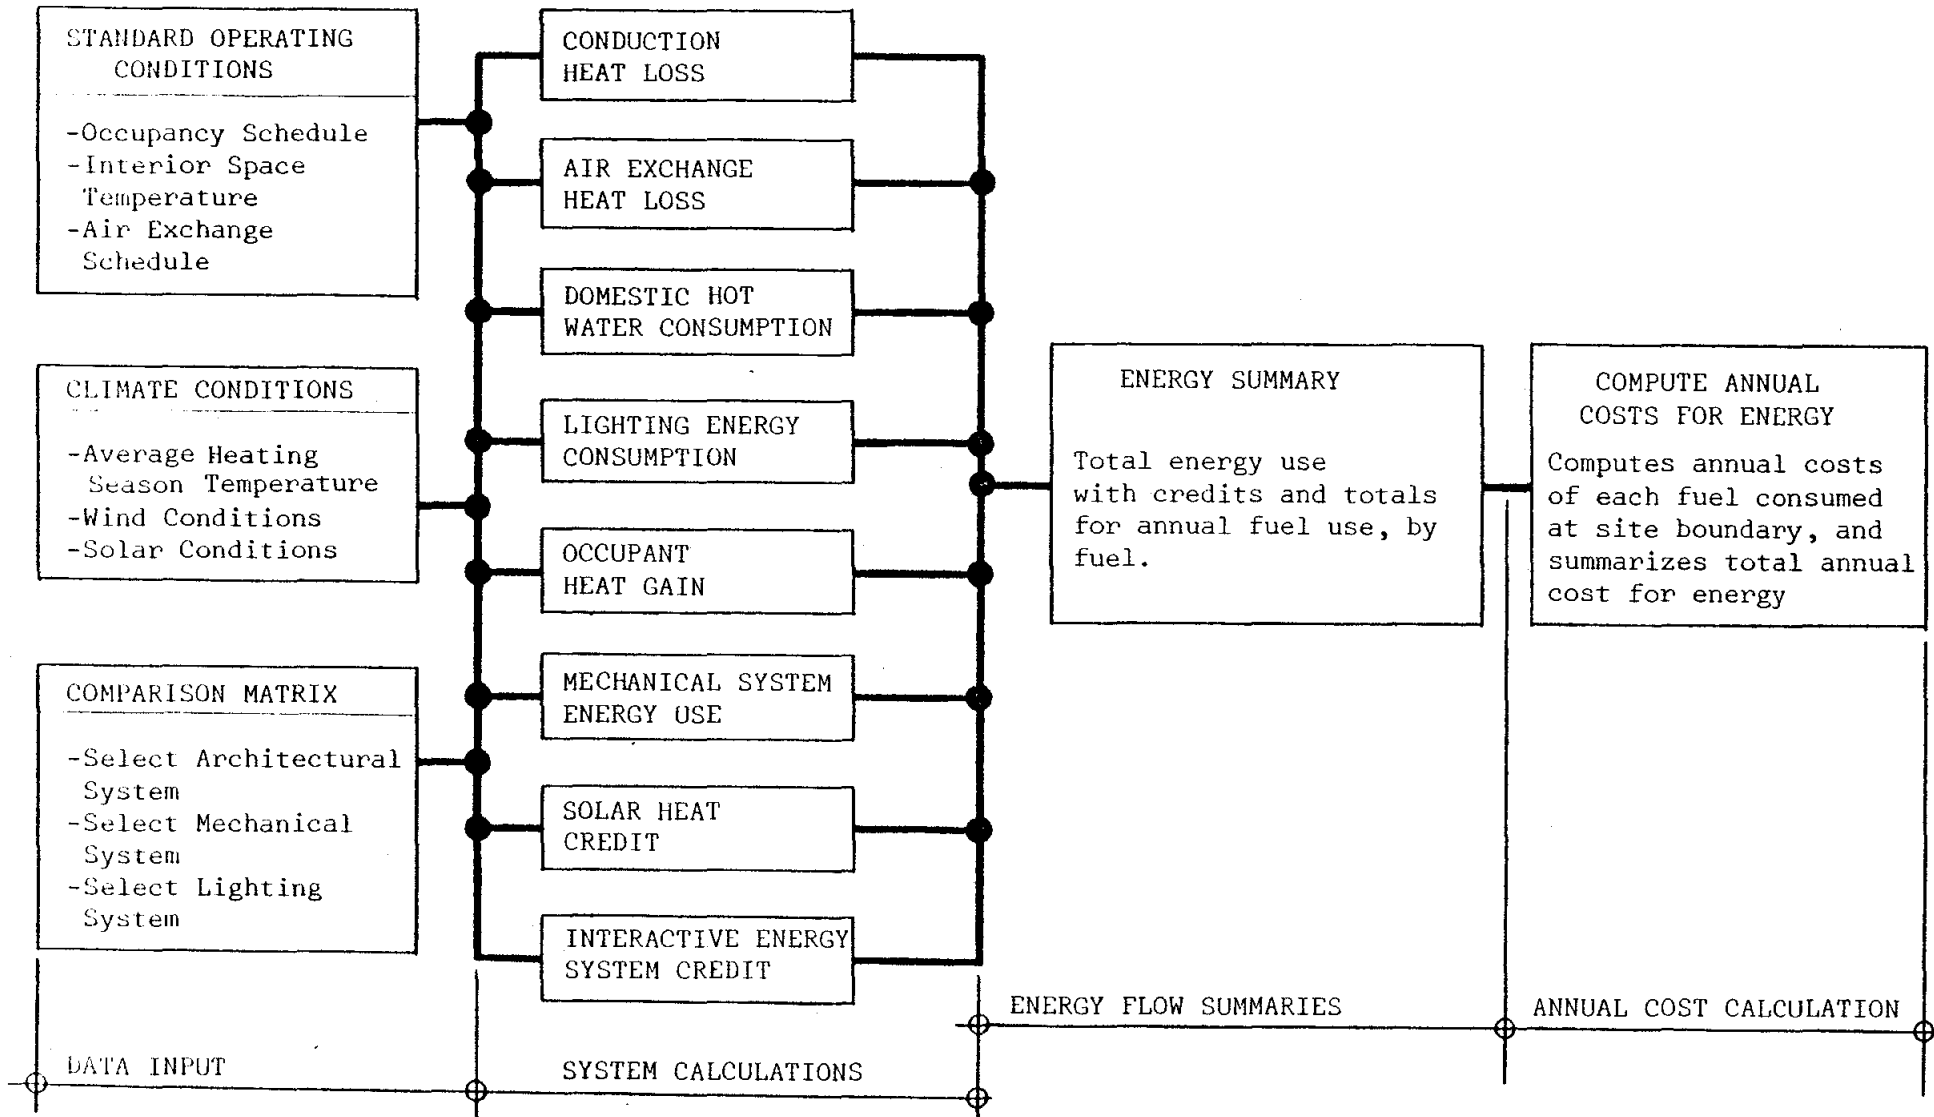 STANDARD OPERATING
CONDITIONS
-Occupancy Schedule
-Interior Space
Temperature
-Air Exchange
Schedule
CLIMATE CONDITIONS
-Average Heating
Season Temperature
-Wind Conditions
-Solar Conditions
COMPARISON MATRIX
-Select Architectural
System
-Select Mechanical
System
-Select Lighting
System
CONDUCTION
HEAT LOSS
AIR EXCHANGE
HEAT LOSS
DOMESTIC HOT
WATER CONSUMPTION
LIGHTING ENERGY
CONSUMPTION
OCCUPANT
HEAT GAIN
MECHANICAL SYSTEM
ENERGY USE
SOLAR HEAT
CREDIT
INTERACTIVE ENERGY
SYSTEM CREDIT
ENERGY SUMMARY
Total energy use
with credits and totals
for annual fuel use, by
fuel.
COMPUTE ANNUAL
COSTS FOR ENERGY
Computes annual costs
of each fuel consumed
at site boundary, and
summarizes total annual
cost for energy
DATA INPUT
SYSTEM CALCULATIONS
ENERGY FLOW SUMMARIES
ANNUAL COST CALCULATION